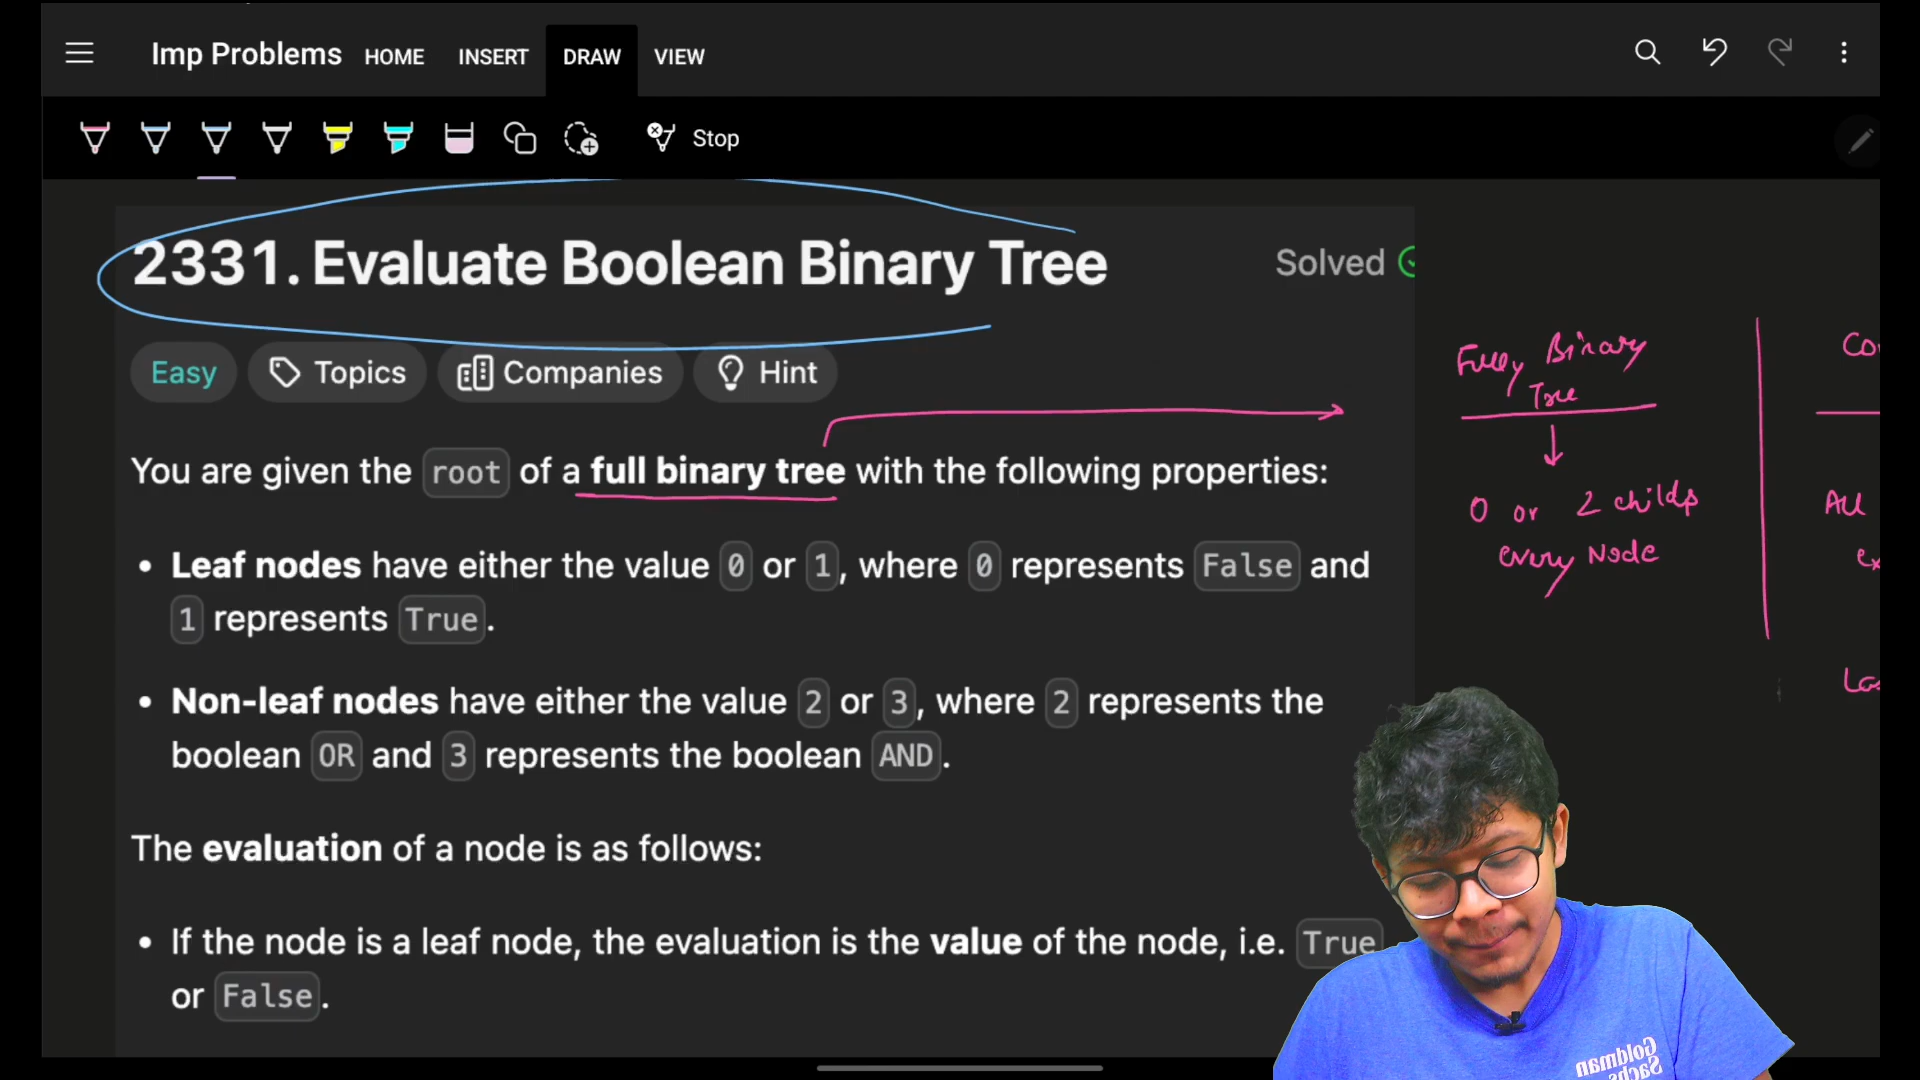 Imp Problems HOME INSERT DRAW VIEW
Stop
2331. Evaluate Boolean Binary Tree
Solved
Easy Topics Companies Hint
You are given the root of a full binary tree with the following properties:
• Leaf nodes have either the value 0 or 1, where 0 represents False and
1 represents True.
• Non-leaf nodes have either the value 2 or 3, where 2 represents the
boolean OR and 3 represents the boolean AND.
The evaluation of a node is as follows:
• If the node is a leaf node, the evaluation is the value of the node, i.e. True
or False.
Fully Binary
Tree
0 or 2 childs
every Node
All
Goldman
Sachs